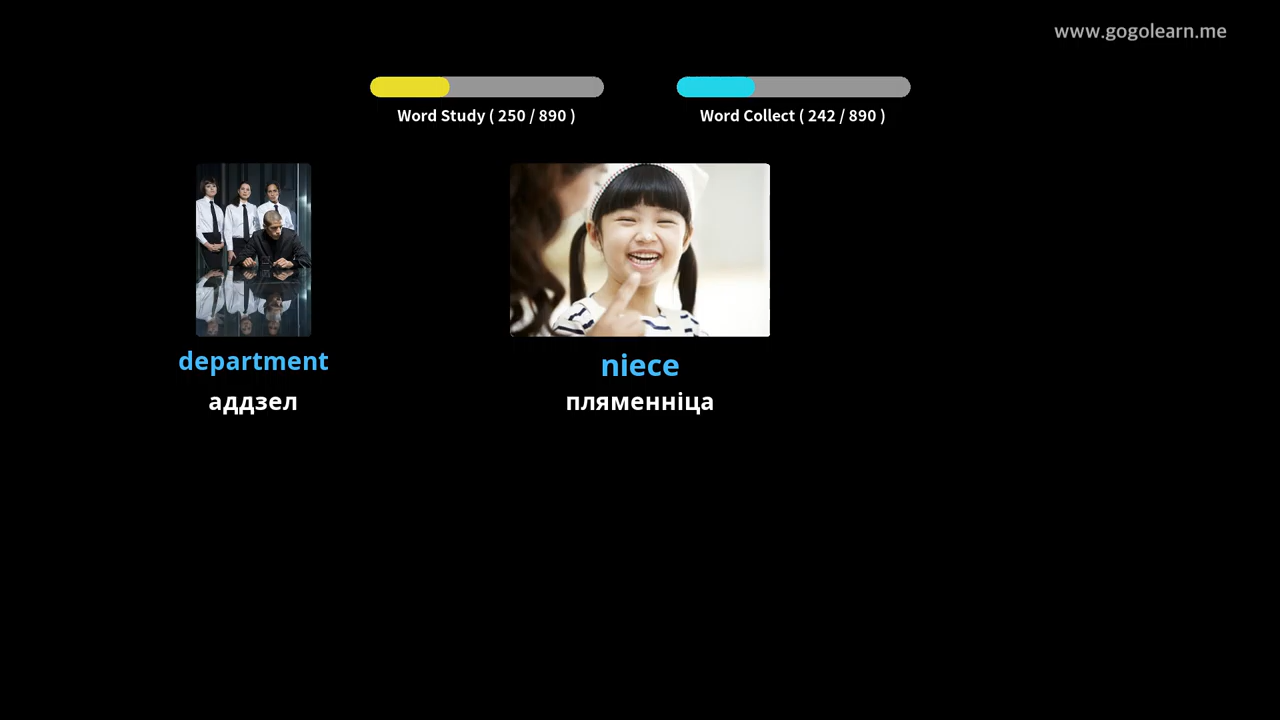 www.gogolearn.me
Word Study ( 250 / 890 )
Word Collect ( 242 / 890 )
department
аддзел
niece
пляменніца